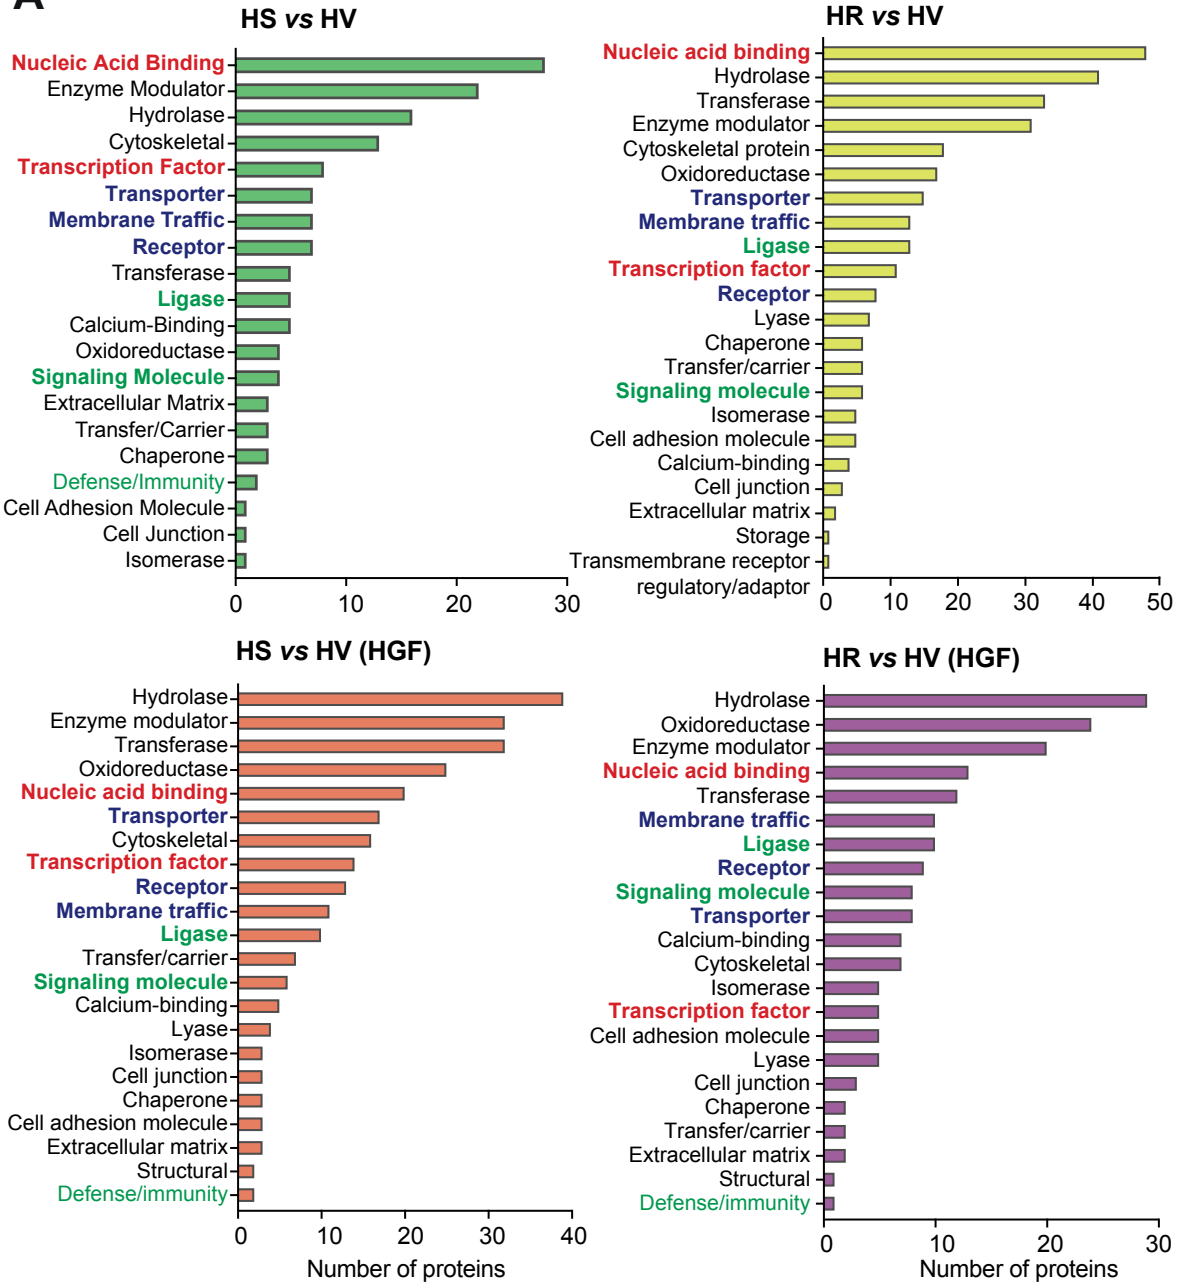 A
HS vs HV
Nucleic Acid Binding
Enzyme Modulator
Hydrolase
Cytoskeletal
Transcription Factor
Transporter
Membrane Traffic
Receptor
Transferase
Ligase
Calcium-Binding
Oxidoreductase
Signaling Molecule
Extracellular Matrix
Transfer/Carrier
Chaperone
Defense/Immunity
Cell Adhesion Molecule
Cell Junction
Isomerase
0 10 20 30
HR vs HV
Nucleic acid binding
Hydrolase
Transferase
Enzyme modulator
Cytoskeletal protein
Oxidoreductase
Transporter
Membrane traffic
Ligase
Transcription factor
Receptor
Lyase
Chaperone
Transfer/carrier
Signaling molecule
Isomerase
Cell adhesion molecule
Calcium-binding
Cell junction
Extracellular matrix
Storage
Transmembrane receptor
regulatory/adaptor
0 10 20 30 40 50
HS vs HV (HGF)
Hydrolase
Enzyme modulator
Transferase
Oxidoreductase
Nucleic acid binding
Transporter
Cytoskeletal
Transcription factor
Receptor
Membrane traffic
Ligase
Transfer/carrier
Signaling molecule
Calcium-binding
Lyase
Isomerase
Cell junction
Chaperone
Cell adhesion molecule
Extracellular matrix
Structural
Defense/immunity
0 10 20 30 40
Number of proteins
HR vs HV (HGF)
Hydrolase
Oxidoreductase
Enzyme modulator
Nucleic acid binding
Transferase
Membrane traffic
Ligase
Receptor
Signaling molecule
Transporter
Calcium-binding
Cytoskeletal
Isomerase
Transcription factor
Cell adhesion molecule
Lyase
Cell junction
Chaperone
Transfer/carrier
Extracellular matrix
Structural
Defense/immunity
0 10 20 30
Number of proteins